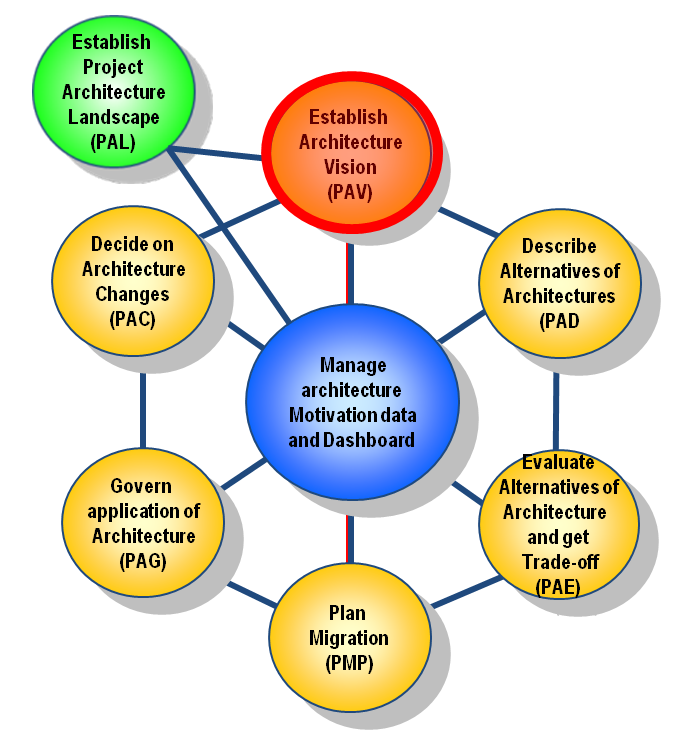 Establish
Project
Architecture
Landscape
(PAL)
Establish
Architecture
Vision
(PAV)
Decide on
Architecture
Changes
(PAC)
Describe
Alternatives of
Architectures
(PAD
Manage
architecture
Motivation data
and Dashboard
Govern
application of
Architecture
(PAG)
Evaluate
Alternatives of
Architecture
and get
Trade-off
(PAE)
Plan
Migration
(PMP)